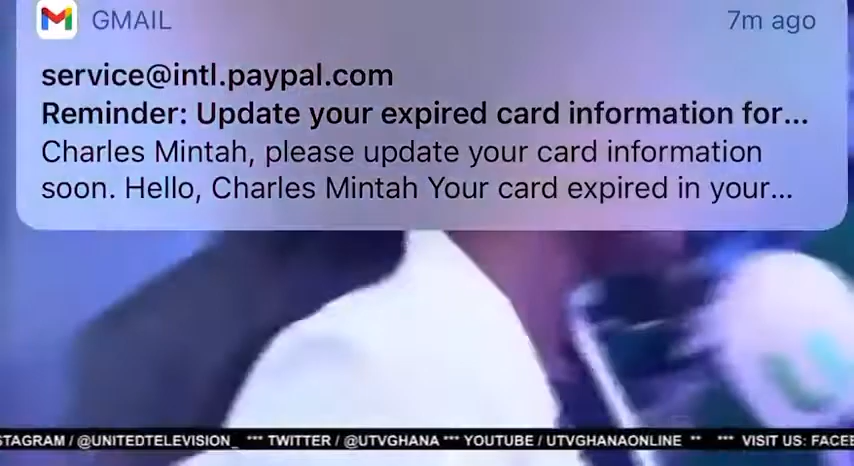 GMAIL
7m ago
service@intl.paypal.com
Reminder: Update your expired card information for...
Charles Mintah, please update your card information
soon. Hello, Charles Mintah Your card expired in your...
STAGRAM / @UNITEDTELEVISION_ *** TWITTER / @UTVGHANA *** YOUTUBE / UTVGHANAONLINE ** *** VISIT US: FACEB